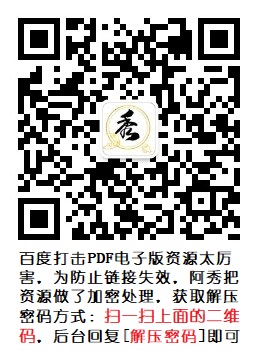 秀
百度打击PDF电子版资源太厉
害，为防止链接失效，阿秀把
资源做了加密处理，获取解压
密码方式：扫一扫上面的二维
码，后台回复[解压密码]即可